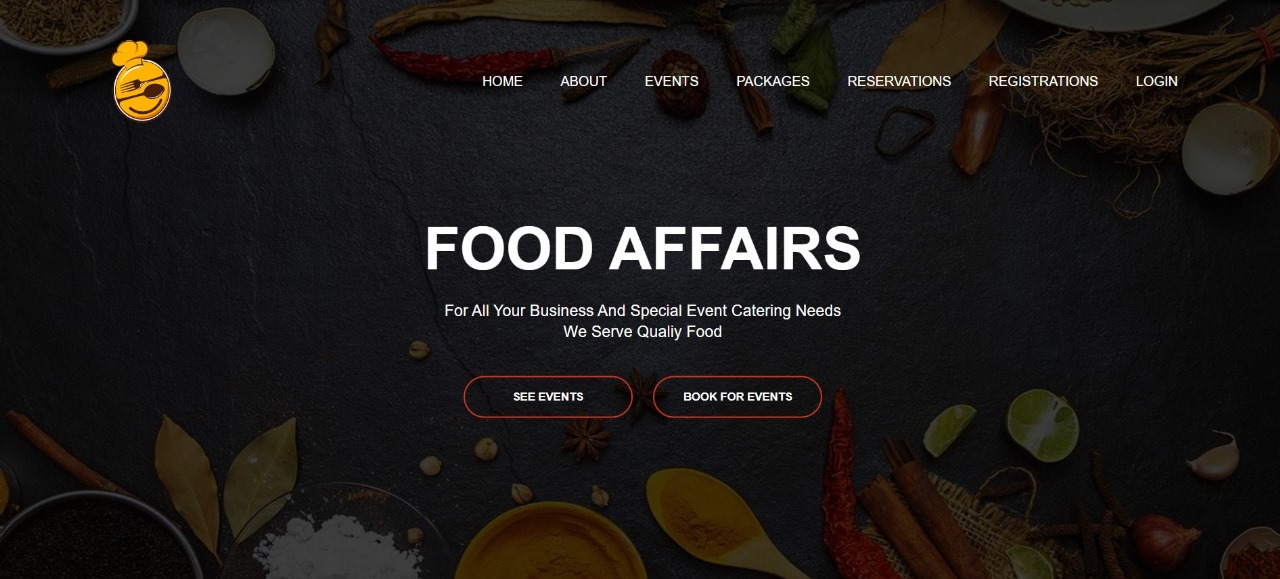 HOME ABOUT EVENTS PACKAGES RESERVATIONS REGISTRATIONS LOGIN
FOOD AFFAIRS
For All Your Business And Special Event Catering Needs
We Serve Qualiy Food
SEE EVENTS BOOK FOR EVENTS